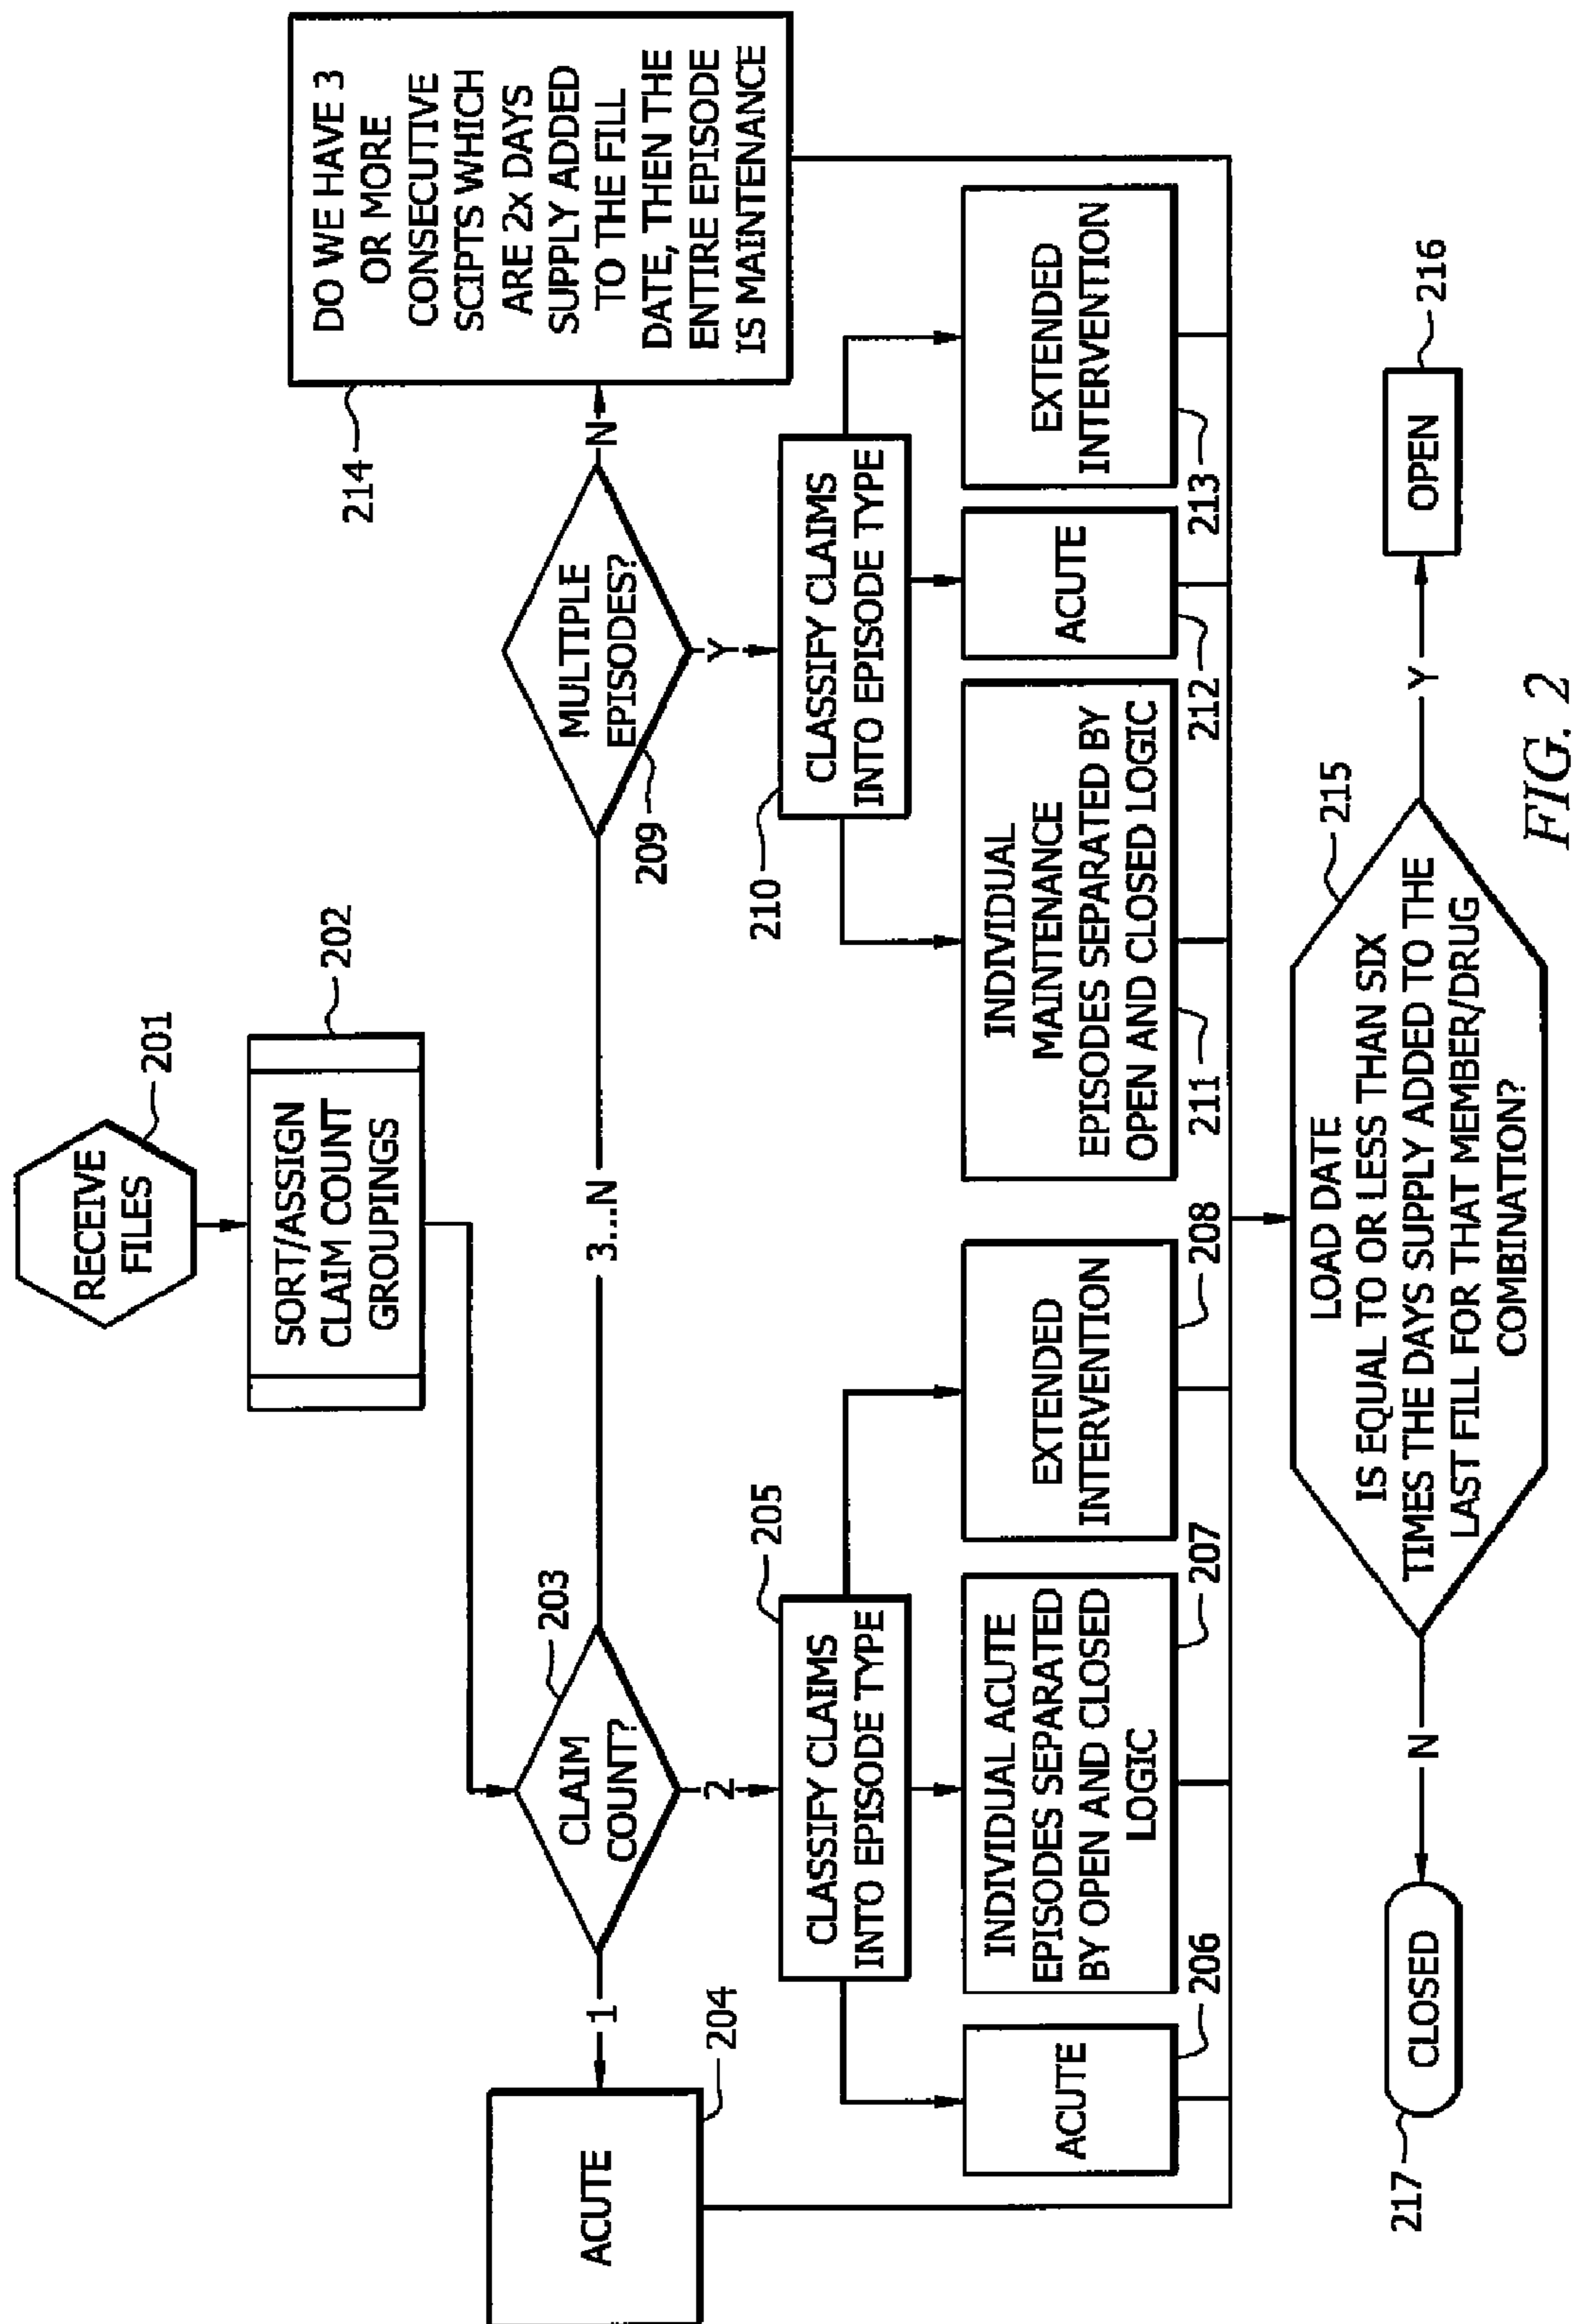 RECEIVE
FILES
201
SORT/ASSIGN
CLAIM COUNT
GROUPINGS
202
CLAIM
COUNT?
203
1
2
3...N
ACUTE
204
CLASSIFY CLAIMS
INTO EPISODE TYPE
205
ACUTE
206
INDIVIDUAL ACUTE
EPISODES SEPARATED
BY OPEN AND CLOSED
LOGIC
207
EXTENDED
INTERVENTION
208
MULTIPLE
EPISODES?
209
N
Y
DO WE HAVE 3
OR MORE
CONSECUTIVE
SCIPTS WHICH
ARE 2x DAYS
SUPPLY ADDED
TO THE FILL
DATE, THEN THE
ENTIRE EPISODE
IS MAINTENANCE
214
CLASSIFY CLAIMS
INTO EPISODE TYPE
210
INDIVIDUAL
MAINTENANCE
EPISODES SEPARATED BY
OPEN AND CLOSED LOGIC
211
ACUTE
212
EXTENDED
INTERVENTION
213
LOAD DATE
IS EQUAL TO OR LESS THAN SIX
TIMES THE DAYS SUPPLY ADDED TO THE
LAST FILL FOR THAT MEMBER/DRUG
COMBINATION?
215
N
Y
CLOSED
217
OPEN
216
FIG. 2